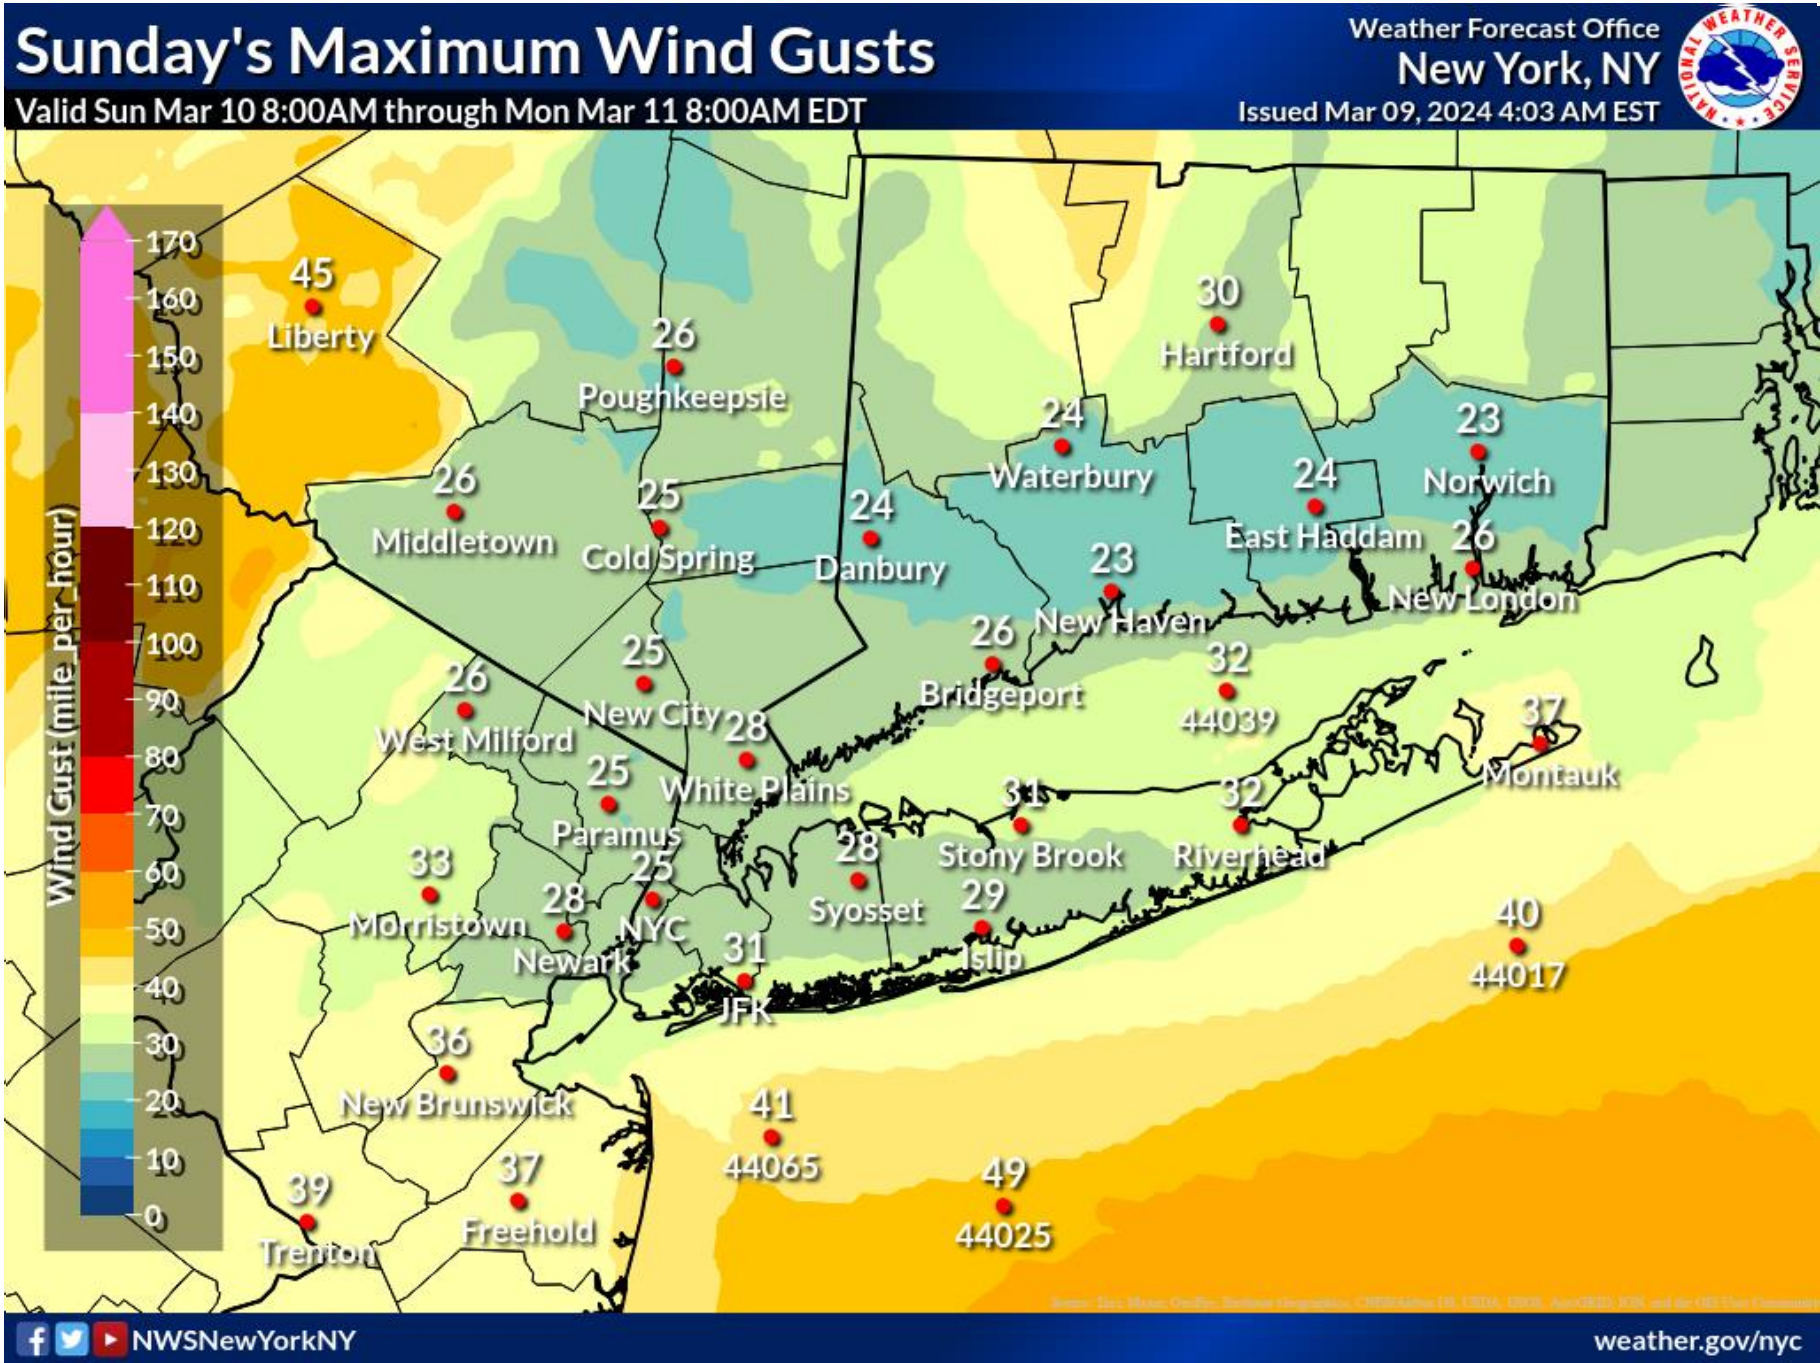 Sunday's Maximum Wind Gusts
Valid Sun Mar 10 8:00AM through Mon Mar 11 8:00AM EDT
Weather Forecast Office
New York, NY
Issued Mar 09, 2024 4:03 AM EST
NATIONAL WEATHER SERVICE
Wind Gust (mile_per_hour)
170
160
150
140
130
120
110
100
90
80
70
60
50
40
30
20
10
0
45
Liberty
26
Poughkeepsie
30
Hartford
24
Waterbury
23
Norwich
26
Middletown
25
Cold Spring
24
Danbury
24
East Haddam
23
New Haven
26
New London
26
Bridgeport
32
44039
37
Montauk
26
West Milford
25
New City
28
White Plains
25
Paramus
31
Stony Brook
32
Riverhead
33
Morristown
28
Newark
25
NYC
28
Syosset
29
Islip
31
JFK
40
44017
36
New Brunswick
41
44065
49
44025
39
Trenton
37
Freehold
NWSNewYorkNY
weather.gov/nyc